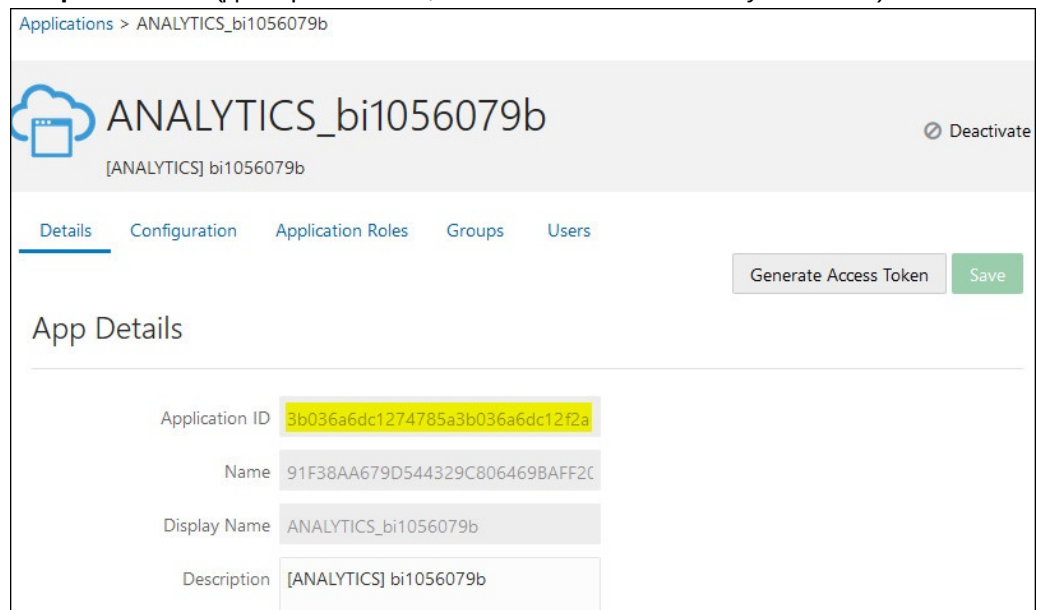 Applications > ANALYTICS_bi1056079b
ANALYTICS_bi1056079b
Deactivate
[ANALYTICS] bi1056079b
Details Configuration Application Roles Groups Users
Generate Access Token Save
App Details
Application ID 3b036a6dc1274785a3b036a6dc12f2a
Name 91F38AA679D544329C806469BAFF2
Display Name ANALYTICS_bi1056079b
Description [ANALYTICS] bi1056079b